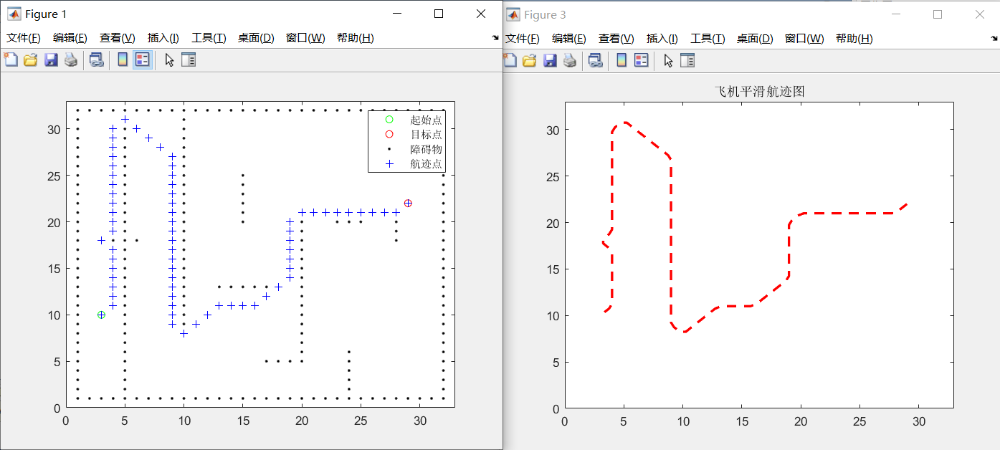 Figure 1
文件(F) 编辑(E) 查看(V) 插入(I) 工具(T) 桌面(D) 窗口(W) 帮助(H)
起始点
目标点
障碍物
航迹点
30
25
20
15
10
5
0
0 5 10 15 20 25 30
Figure 3
文件(F) 编辑(E) 查看(V) 插入(I) 工具(T) 桌面(D) 窗口(W) 帮助(H)
飞机平滑航迹图
30
25
20
15
10
5
0
0 5 10 15 20 25 30